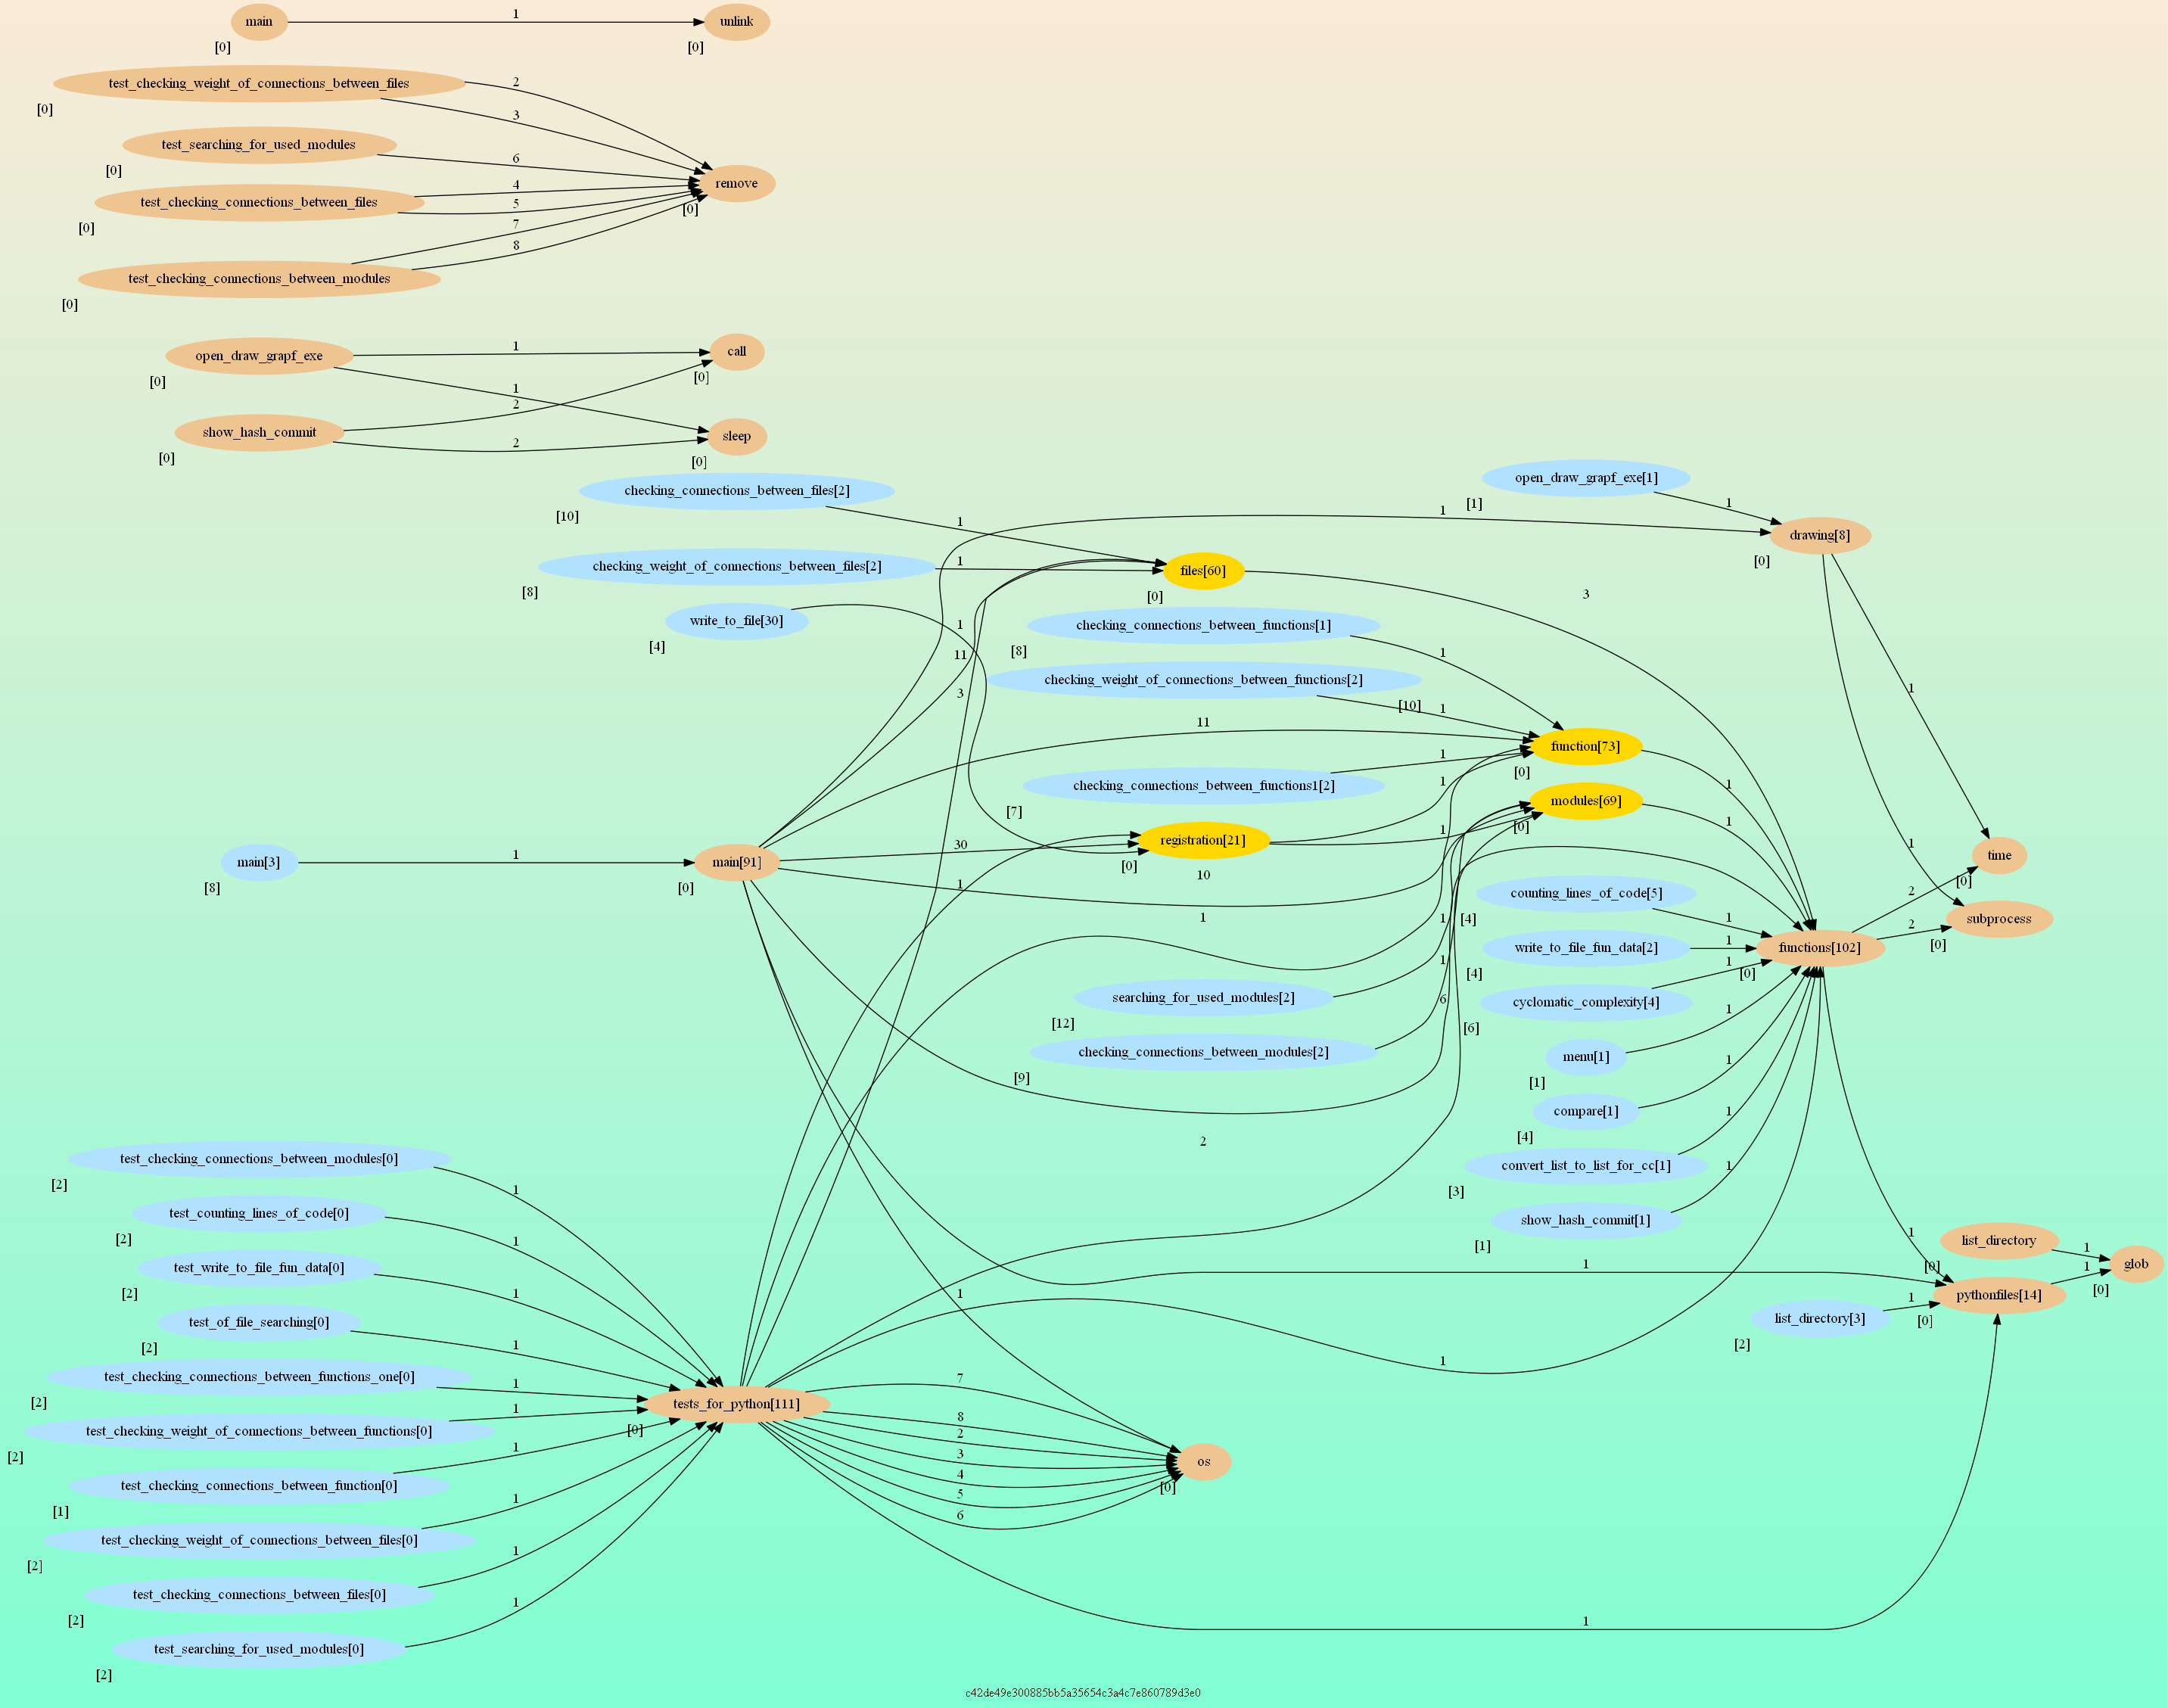 main
1
unlink
[0]
[0]
test_checking_weight_of_connections_between_files
2
[0]
3
test_searching_for_used_modules
6
[0]
remove
[0]
test_checking_connections_between_files
4
5
[0]
7
8
test_checking_connections_between_modules
[0]
open_draw_grapf_exe
1
call
[0]
[0]
1
2
show_hash_commit
2
sleep
[0]
[0]
checking_connections_between_files[2]
[10]
1
open_draw_grapf_exe[1]
[1]
1
1
drawing[8]
[0]
checking_weight_of_connections_between_files[2]
[8]
1
files[60]
[0]
3
write_to_file[30]
[4]
1
11
3
checking_connections_between_functions[1]
[8]
1
checking_weight_of_connections_between_functions[2]
[10]
1
1
11
function[73]
[0]
1
checking_connections_between_functions1[2]
[7]
1
1
modules[69]
[0]
1
1
main[3]
[8]
1
main[91]
[0]
30
registration[21]
[0]
1
10
1
1
time
[0]
counting_lines_of_code[5]
[4]
1
2
subprocess
[0]
1
write_to_file_fun_data[2]
[4]
1
functions[102]
[0]
2
searching_for_used_modules[2]
[12]
1
6
cyclomatic_complexity[4]
[6]
1
checking_connections_between_modules[2]
[9]
menu[1]
[1]
1
compare[1]
[4]
1
2
convert_list_to_list_for_cc[1]
[3]
1
show_hash_commit[1]
[1]
1
test_checking_connections_between_modules[0]
[2]
1
test_counting_lines_of_code[0]
[2]
1
1
list_directory
[0]
1
glob
[0]
test_write_to_file_fun_data[0]
[2]
1
1
1
pythonfiles[14]
[0]
1
list_directory[3]
[2]
1
test_of_file_searching[0]
[2]
1
1
test_checking_connections_between_functions_one[0]
[2]
1
7
tests_for_python[111]
[0]
test_checking_weight_of_connections_between_functions[0]
[2]
1
8
2
3
4
5
6
os
[0]
test_checking_connections_between_function[0]
[1]
1
test_checking_weight_of_connections_between_files[0]
[2]
1
test_checking_connections_between_files[0]
[2]
1
1
test_searching_for_used_modules[0]
[2]
1
c42de49e300885bb5a35654c3a4c7e860789d3e0